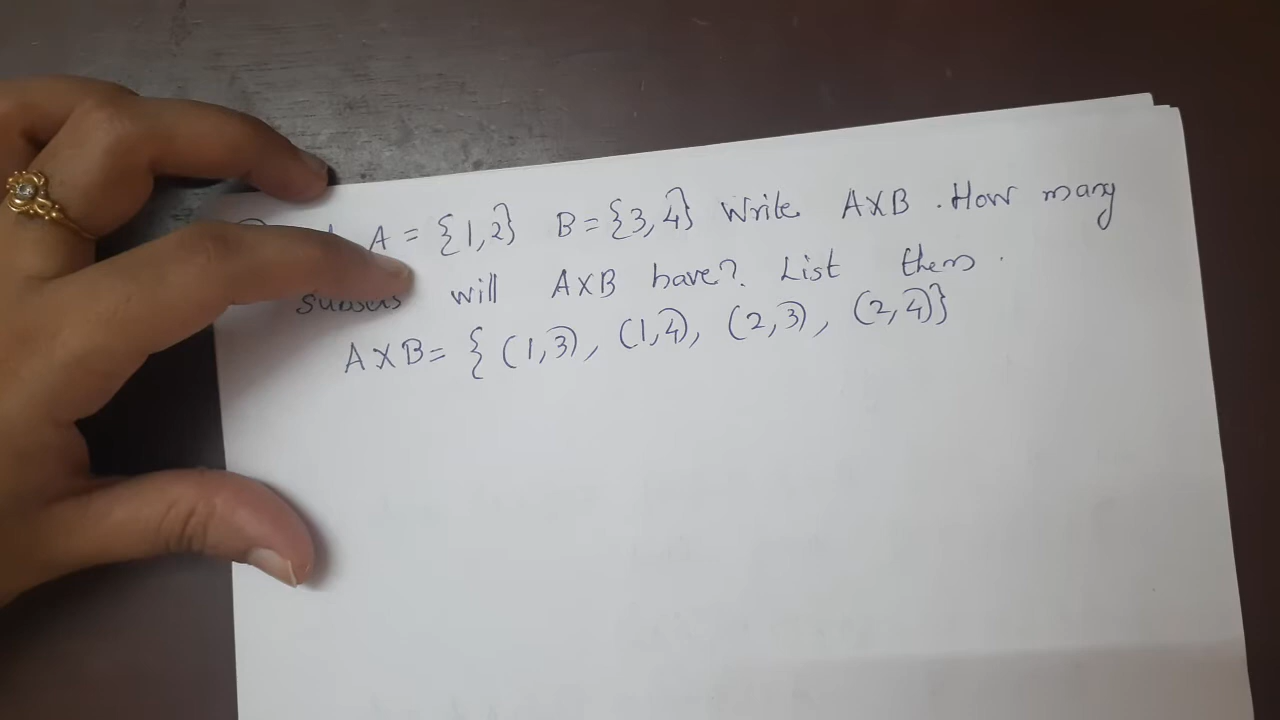 A = {1,2} B = {3,4} Write A×B . How many
subsets will A×B have? List them .
A×B = { (1,3), (1,4), (2,3), (2,4)}